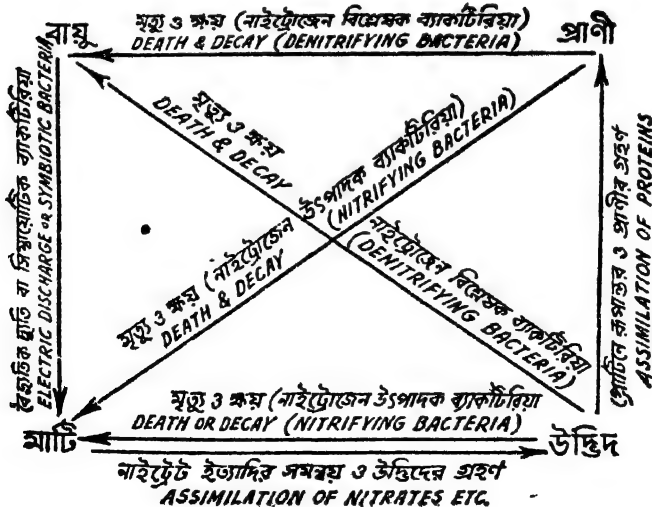 বায়ু
মৃত্যু ও ক্ষয় (নাইট্রোজেন বিশ্লেষক ব্যাকটিরিয়া)
DEATH & DECAY (DENITRIFYING BACTERIA)
প্রাণী
বৈদ্যুতিক দ্যুতি বা সিম্বায়োটিক ব্যাকটিরিয়া
ELECTRIC DISCHARGE OR SYMBIOTIC BACTERIA
মৃত্যু ও ক্ষয়
DEATH & DECAY
নাইট্রোজেন বিশ্লেষক ব্যাকটিরিয়া
(DENITRIFYING BACTERIA)
মৃত্যু ও ক্ষয় (নাইট্রোজেন উৎপাদক ব্যাকটিরিয়া)
DEATH & DECAY (NITRIFYING BACTERIA)
প্রোটিনে রূপান্তর ও প্রাণীর গ্রহণ
ASSIMILATION OF PROTEINS
মৃত্যু ও ক্ষয় (নাইট্রোজেন উৎপাদক ব্যাকটিরিয়া
DEATH OR DECAY (NITRIFYING BACTERIA)
মাটি
উদ্ভিদ
নাইট্রেট ইত্যাদির সমন্বয় ও উদ্ভিদের গ্রহণ
ASSIMILATION OF NITRATES ETC.